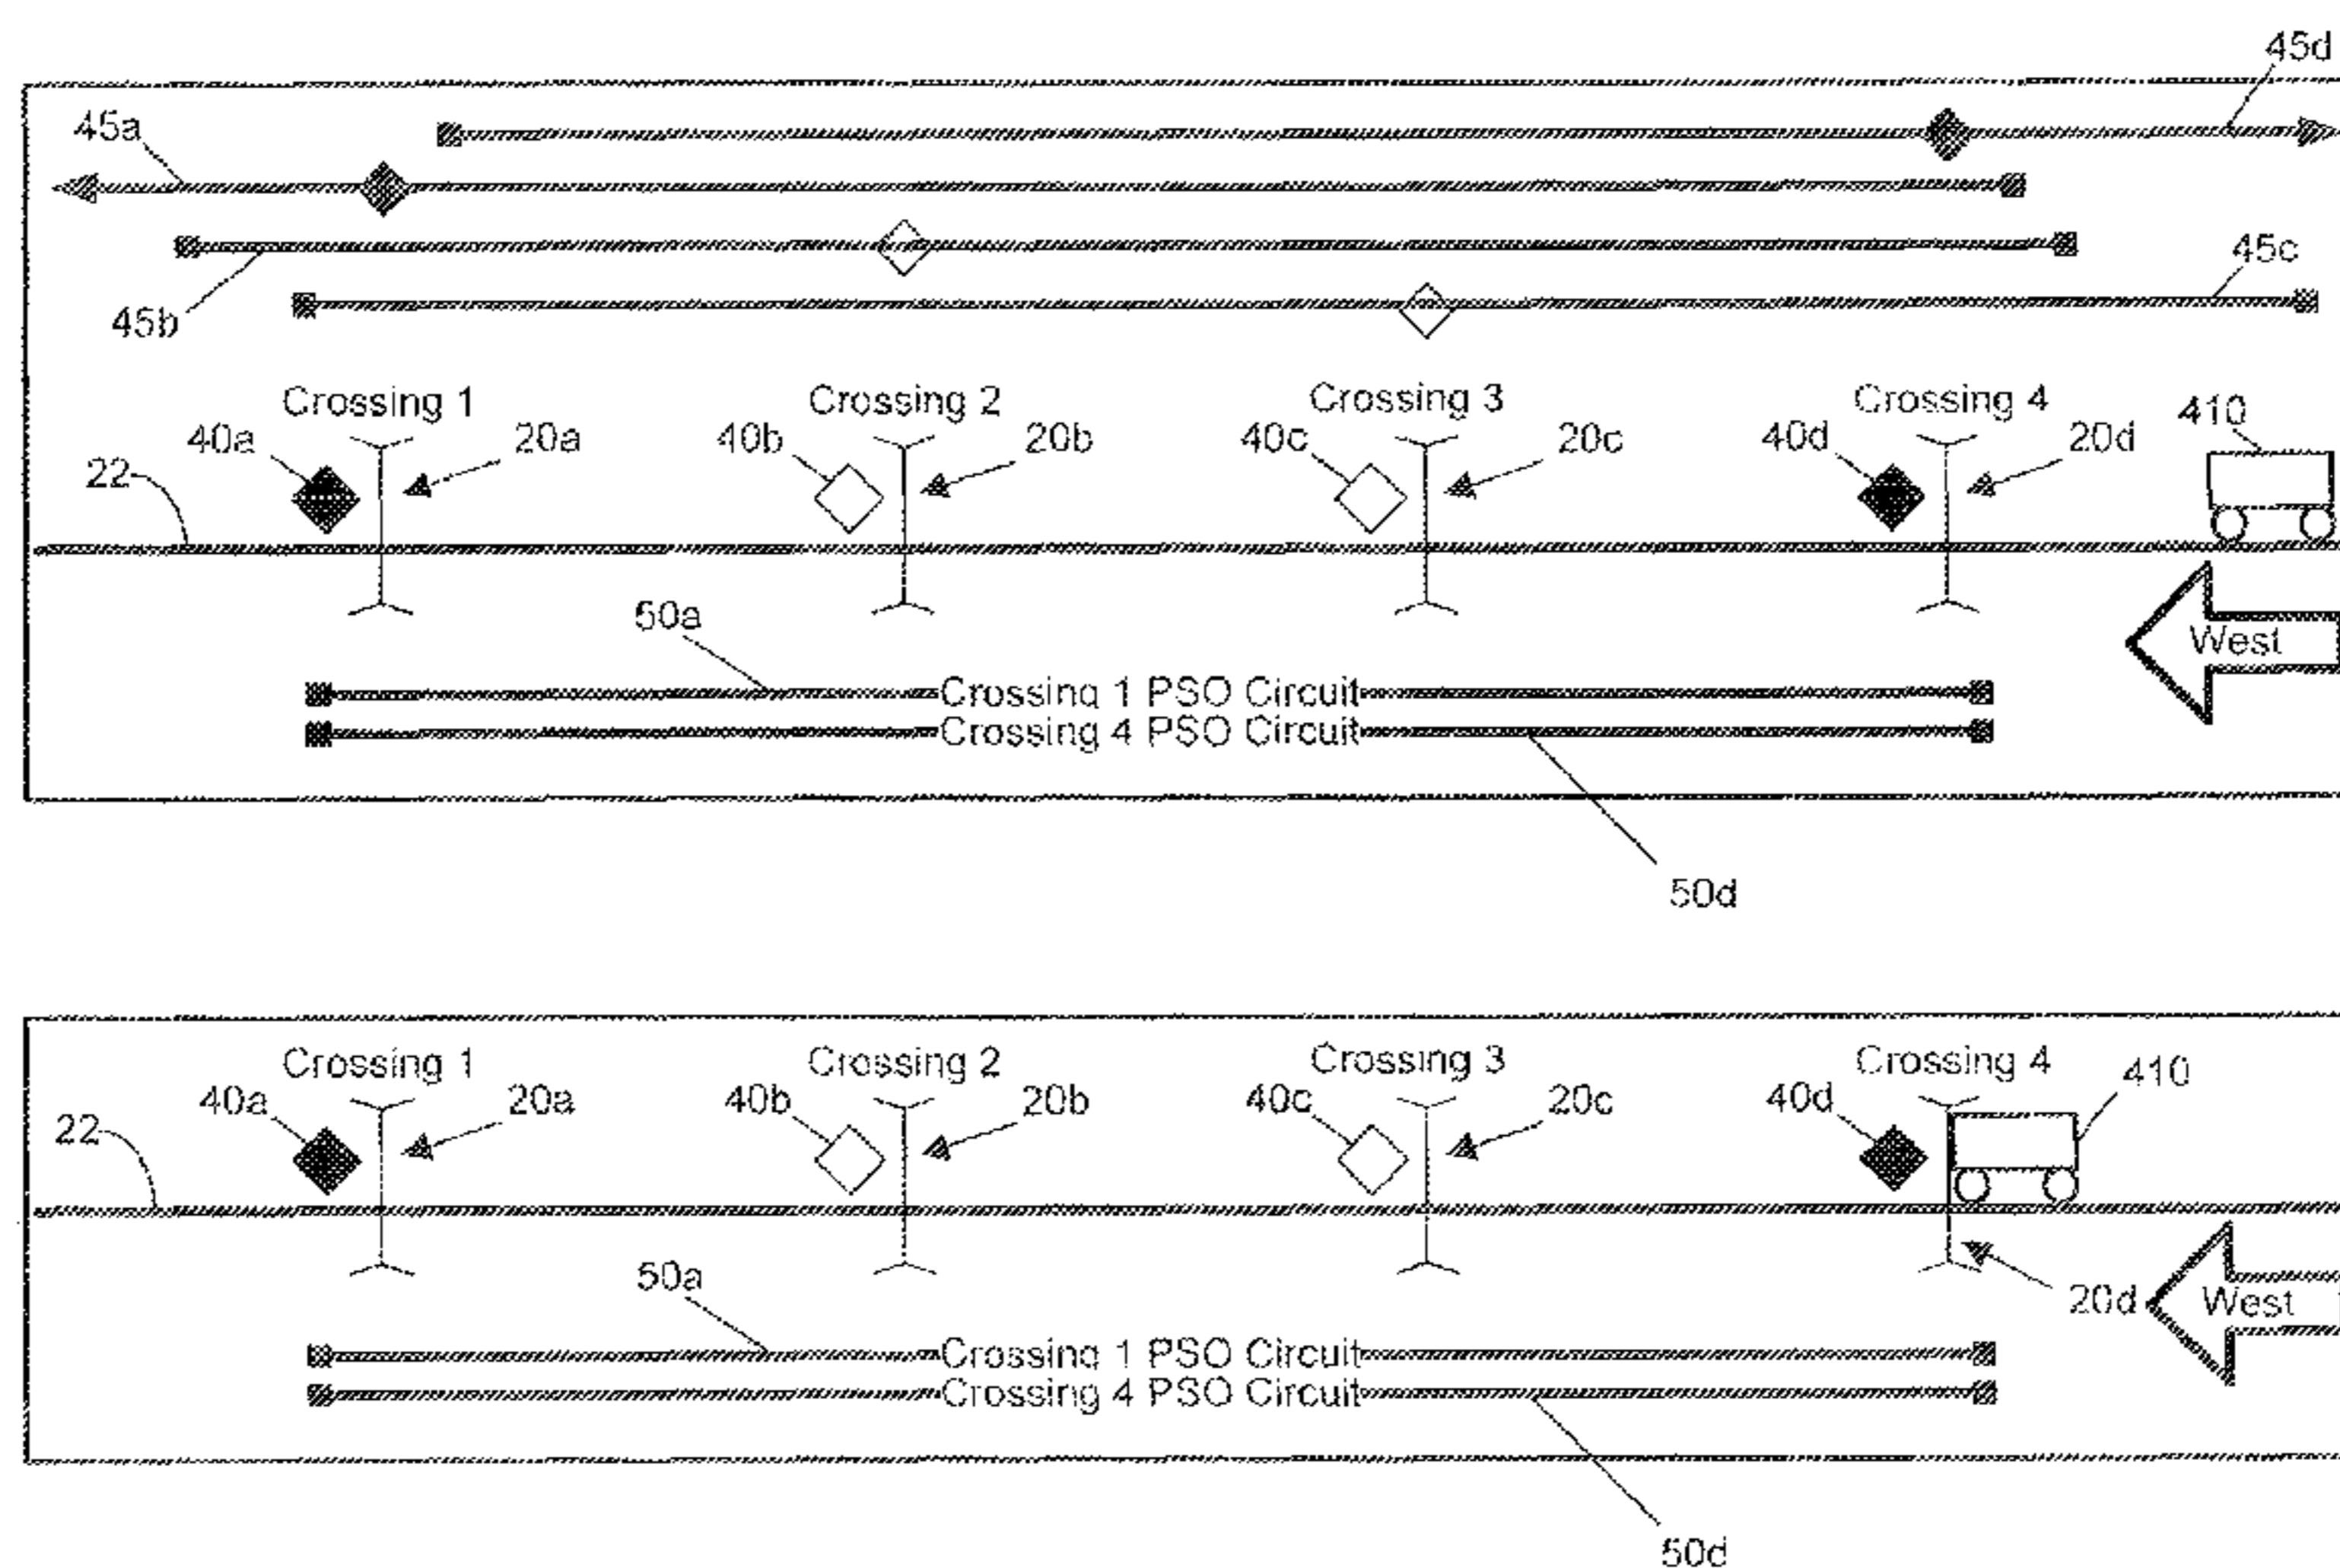 45d
45a
45c
45b
Crossing 1 Crossing 2 Crossing 3 Crossing 4 410
40a 20a 40b 20b 40c 20c 40d 20d
22
50a
West
Crossing 1 PSO Circuit
Crossing 4 PSO Circuit
50d
Crossing 1 Crossing 2 Crossing 3 Crossing 4 410
40a 20a 40b 20b 40c 20c 40d
22
50a
20d West
Crossing 1 PSO Circuit
Crossing 4 PSO Circuit
50d